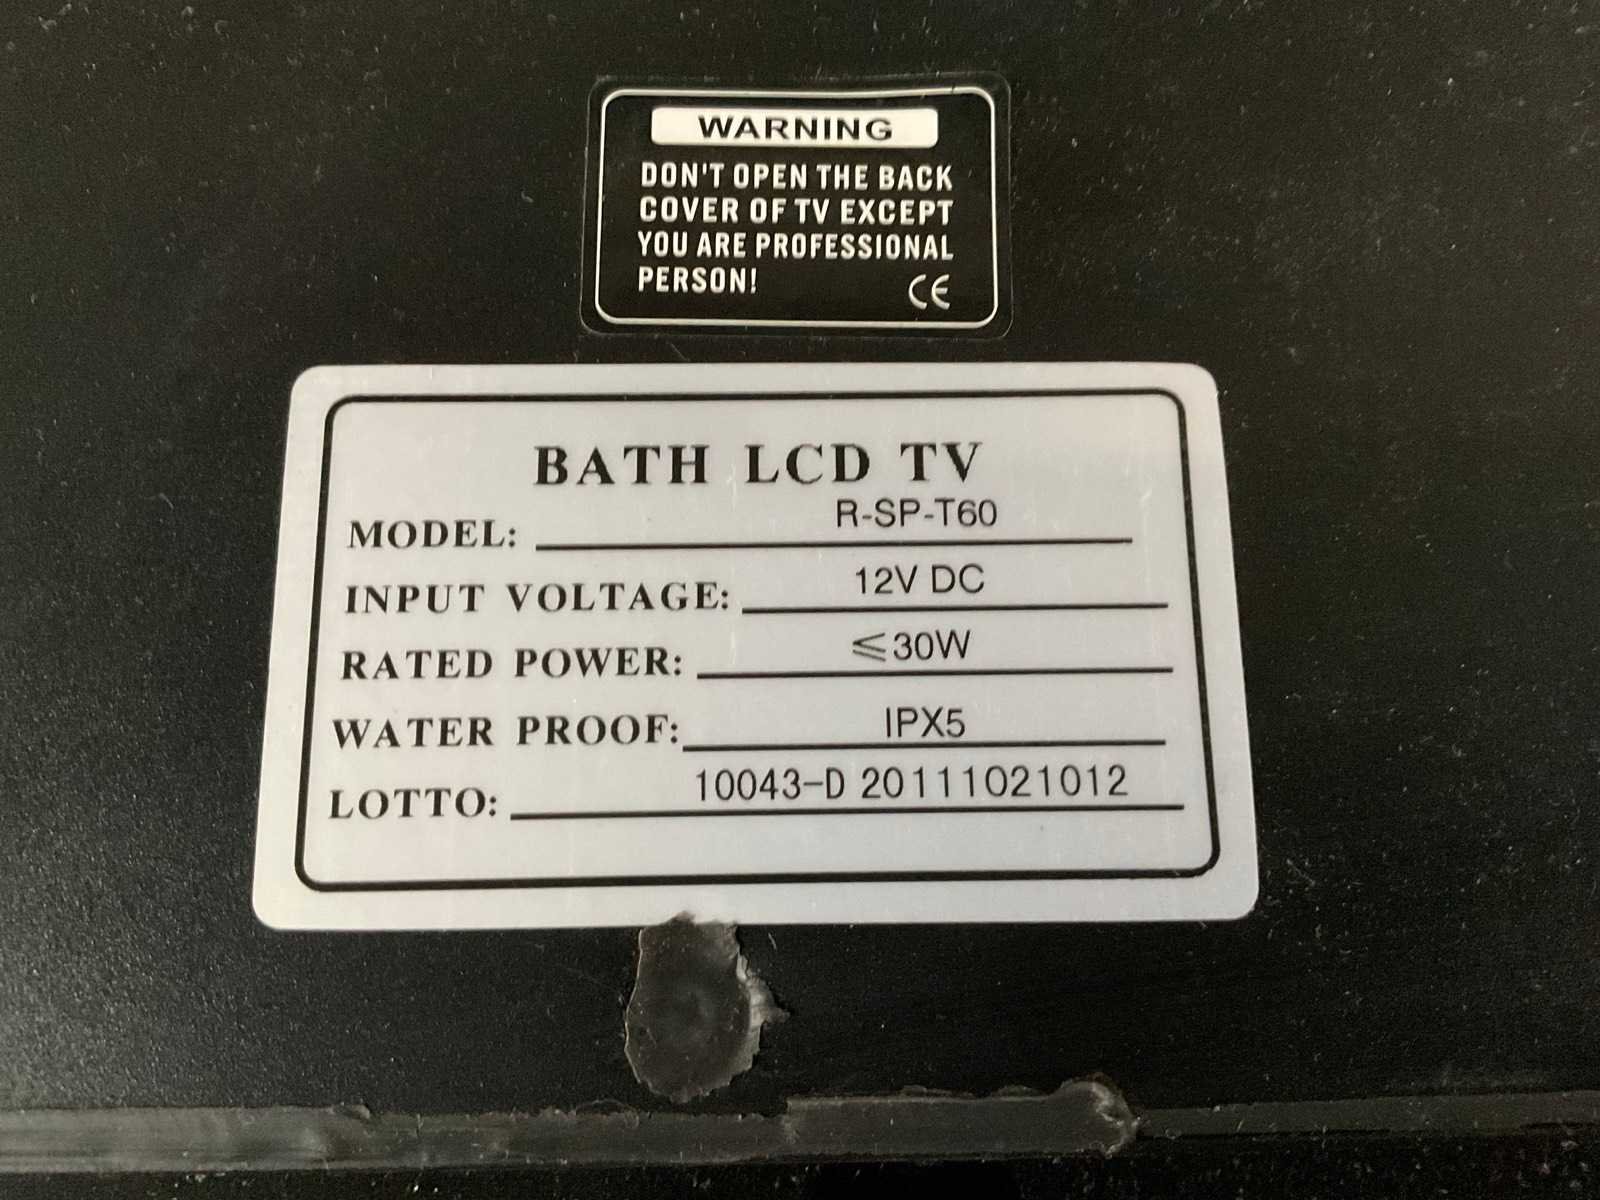 WARNING
DON'T OPEN THE BACK
COVER OF TV EXCEPT
YOU ARE PROFESSIONAL
PERSON!
CE
BATH LCD TV
MODEL: R-SP-T60
INPUT VOLTAGE: 12V DC
RATED POWER: ≤30W
WATER PROOF: IPX5
LOTTO: 10043-D 20111021012